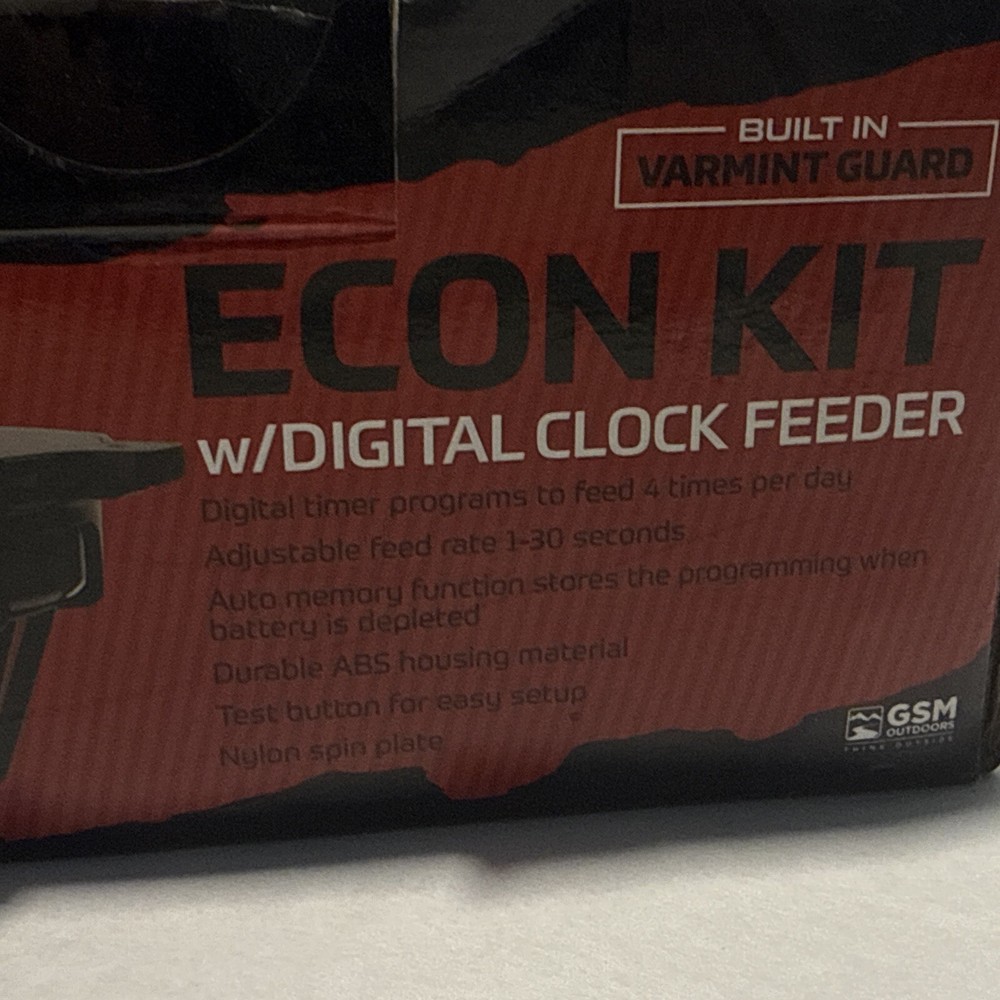 BUILT IN
VARMINT GUARD
ECON KIT
w/DIGITAL CLOCK FEEDER
Digital timer programs to feed 4 times per day
Adjustable feed rate 1-30 seconds
Auto memory function stores the programming when
battery is depleted
Durable ABS housing material
Test button for easy setup
Nylon spin plate
GSM
OUTDOORS
THINK OUTSIDE